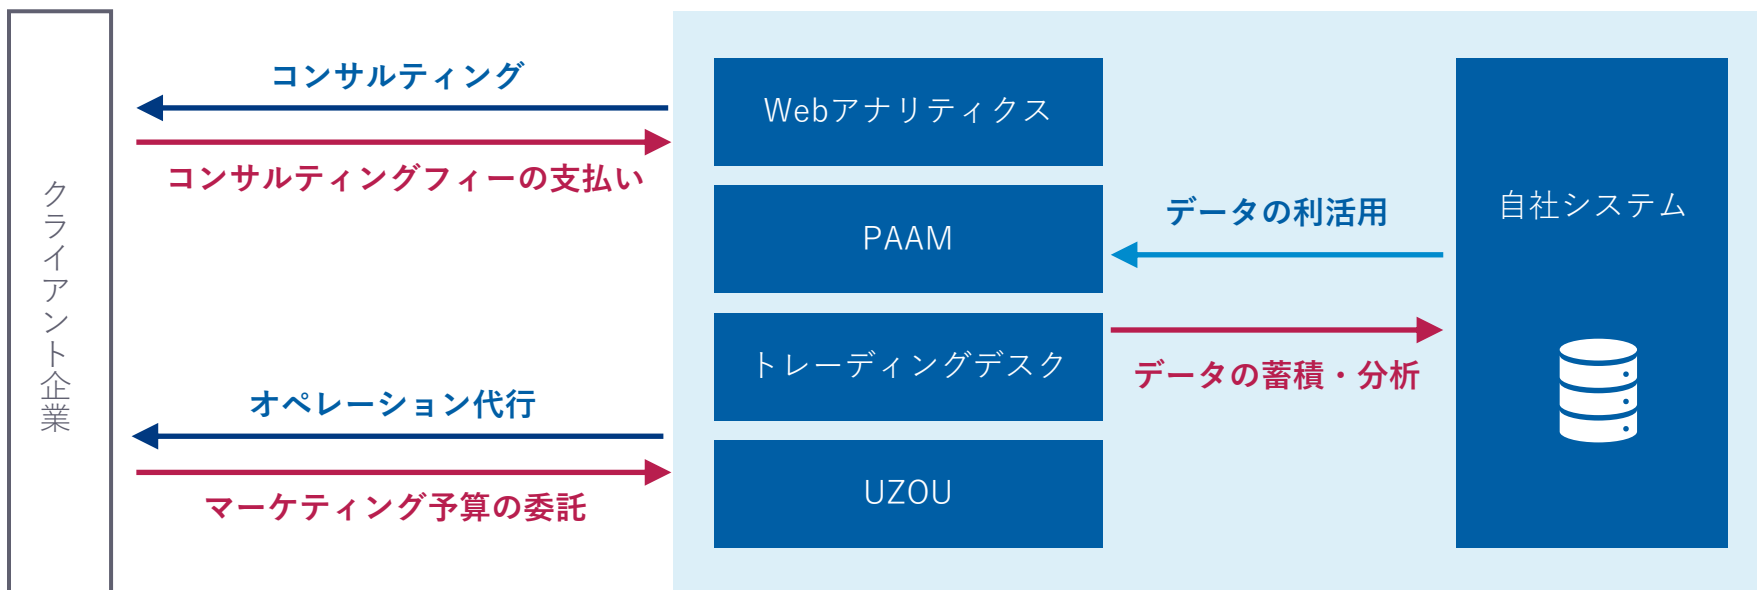 クライアント企業
コンサルティング
コンサルティングフィーの支払い
オペレーション代行
マーケティング予算の委託
Webアナリティクス
PAAM
トレーディングデスク
UZOU
データの利活用
データの蓄積・分析
自社システム